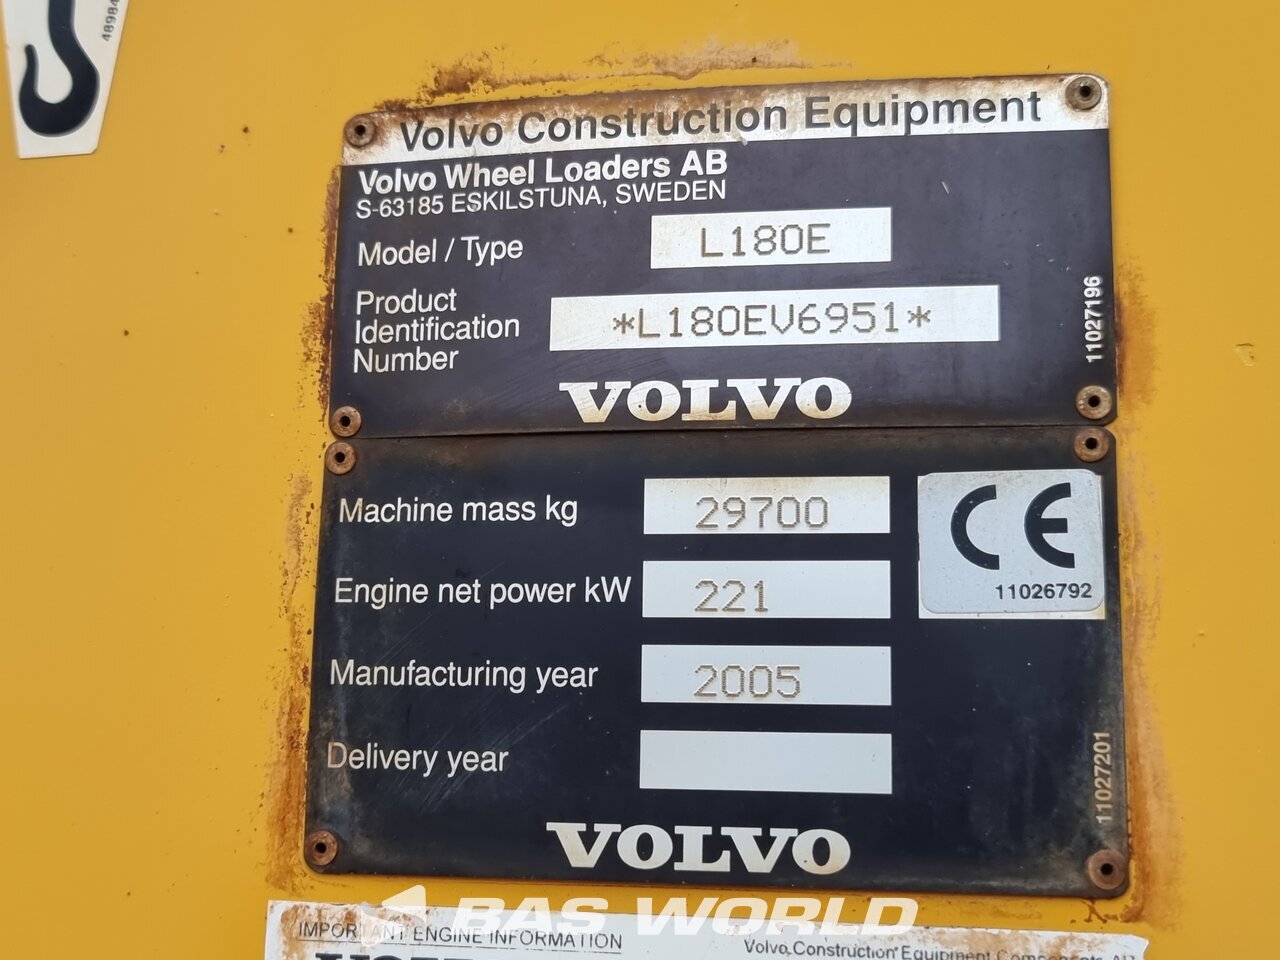 48984
Volvo Construction Equipment
Volvo Wheel Loaders AB
S-63185 ESKILSTUNA, SWEDEN
Model / Type L180E
Product
Identification
Number
*L180EV6951*
11027196
VOLVO
Machine mass kg 29700
CE
11026792
Engine net power kW 221
Manufacturing year 2005
Delivery year
11027201
VOLVO
BAS WORLD
IMPORTANT ENGINE INFORMATION
Volvo Construction Equipment Components AB